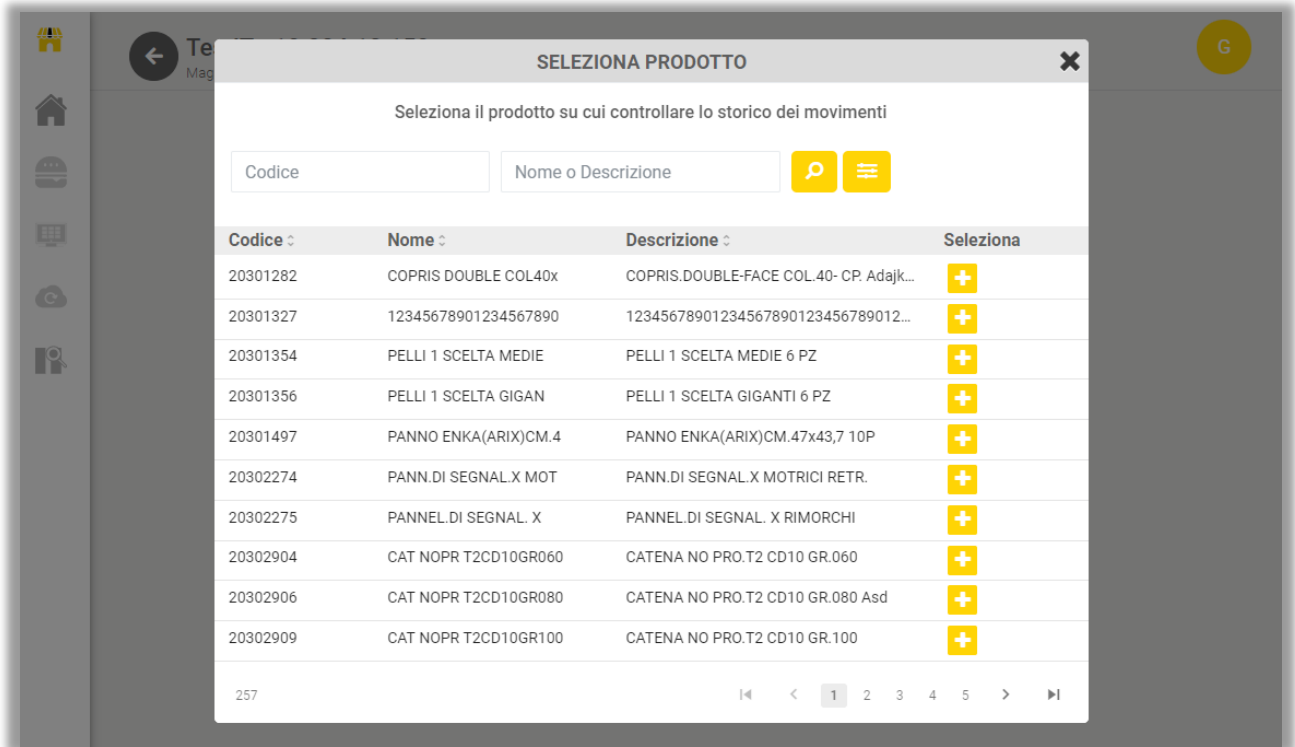 G
Mag
SELEZIONA PRODOTTO
Seleziona il prodotto su cui controllare lo storico dei movimenti
Codice
Nome o Descrizione
Codice Nome Descrizione Seleziona
20301282 COPRIS DOUBLE COL40x COPRIS.DOUBLE-FACE COL.40- CP. Adajk...
20301327 12345678901234567890 12345678901234567890123456789012...
20301354 PELLI 1 SCELTA MEDIE PELLI 1 SCELTA MEDIE 6 PZ
20301356 PELLI 1 SCELTA GIGAN PELLI 1 SCELTA GIGANTI 6 PZ
20301497 PANNO ENKA(ARIX)CM.4 PANNO ENKA(ARIX)CM.47x43,7 10P
20302274 PANN.DI SEGNAL.X MOT PANN.DI SEGNAL.X MOTRICI RETR.
20302275 PANNEL.DI SEGNAL. X PANNEL.DI SEGNAL. X RIMORCHI
20302904 CAT NOPR T2CD10GR060 CATENA NO PRO.T2 CD10 GR.060
20302906 CAT NOPR T2CD10GR080 CATENA NO PRO.T2 CD10 GR.080 Asd
20302909 CAT NOPR T2CD10GR100 CATENA NO PRO.T2 CD10 GR.100
257 1 2 3 4 5